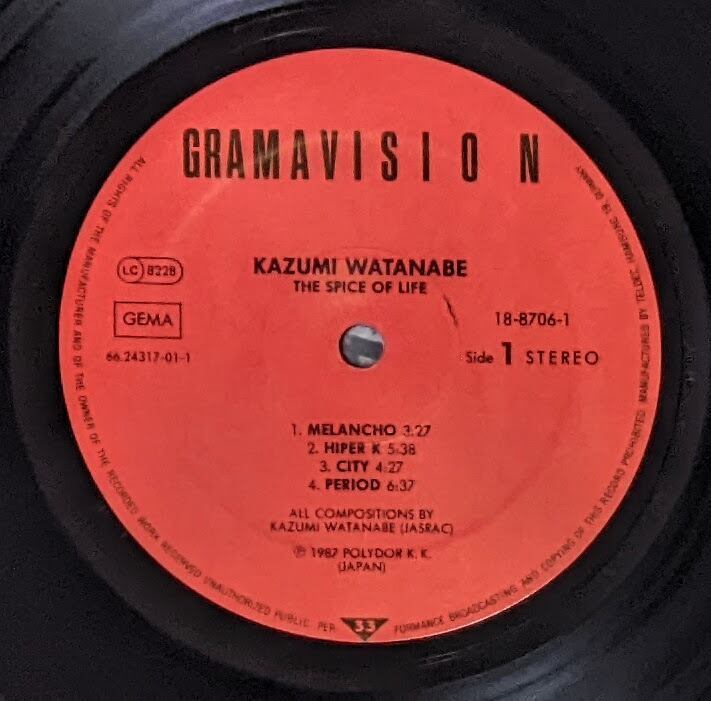 GRAMAVISION
LC 8228
KAZUMI WATANABE
THE SPICE OF LIFE
GEMA
18-8706-1
66.24317-01-1
Side 1 STEREO
1. MELANCHO 3:27
2. HIPER K 5:38
3. CITY 4:27
4. PERIOD 6:37
ALL COMPOSITIONS BY
KAZUMI WATANABE (JASRAC)
℗ 1987 POLYDOR K. K.
(JAPAN)
33
ALL RIGHTS OF THE MANUFACTURER AND OF THE OWNER OF THE RECORDED WORK RESERVED UNAUTHORIZED PUBLIC PERFORMANCE BROADCASTING AND COPYING OF THIS RECORD PROHIBITED MANUFACTURED BY TELDEC HAMBURG 19, GERMANY